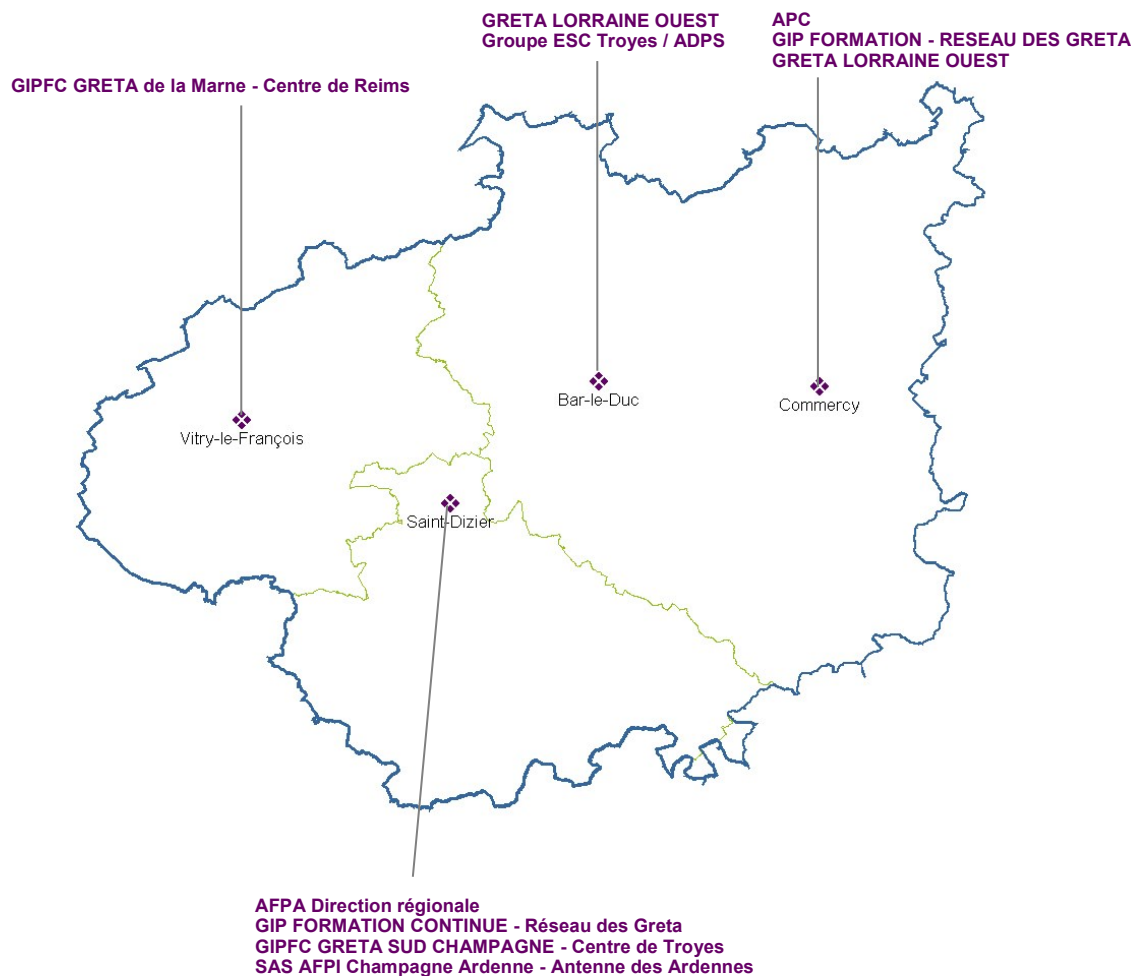 GRETA LORRAINE OUEST
Groupe ESC Troyes / ADPS
APC
GIP FORMATION - RESEAU DES GRETA
GRETA LORRAINE OUEST
GIPFC GRETA de la Marne - Centre de Reims
Bar-le-Duc
Commercy
Vitry-le-François
Saint-Dizier
AFPA Direction régionale
GIP FORMATION CONTINUE - Réseau des Greta
GIPFC GRETA SUD CHAMPAGNE - Centre de Troyes
SAS AFPI Champagne Ardenne - Antenne des Ardennes